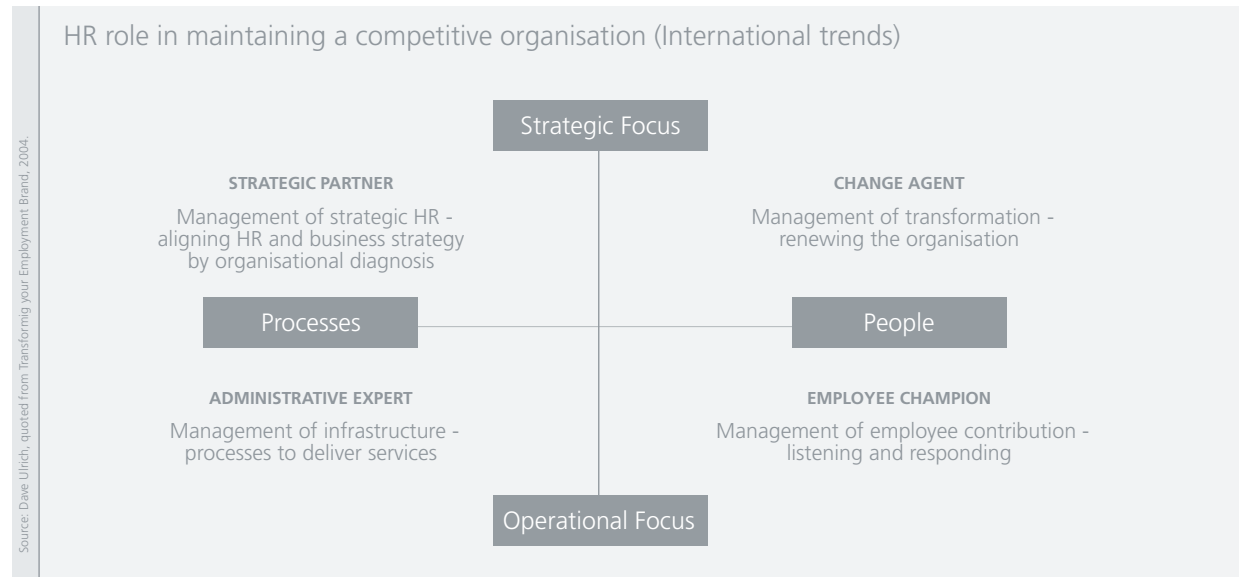 HR role in maintaining a competitive organisation (International trends)
Strategic Focus
STRATEGIC PARTNER
Management of strategic HR -
aligning HR and business strategy
by organisational diagnosis
CHANGE AGENT
Management of transformation -
renewing the organisation
Processes
People
ADMINISTRATIVE EXPERT
Management of infrastructure -
processes to deliver services
EMPLOYEE CHAMPION
Management of employee contribution -
listening and responding
Operational Focus
Source: Dave Ulrich, quoted from Transformig your Employment Brand, 2004.